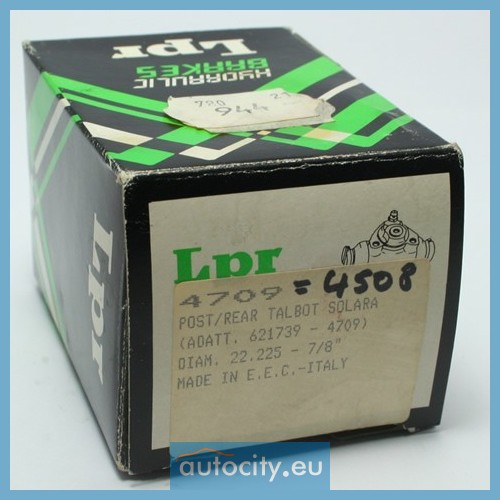 Lpr
HYDRAULIC
BRAKES
944
Lpr
Lpr
4709 = 4508
POST/REAR TALBOT SOLARA
(ADATT. 621739 - 4709)
DIAM. 22.225 - 7/8"
MADE IN E.E.C.-ITALY
autocity.eu